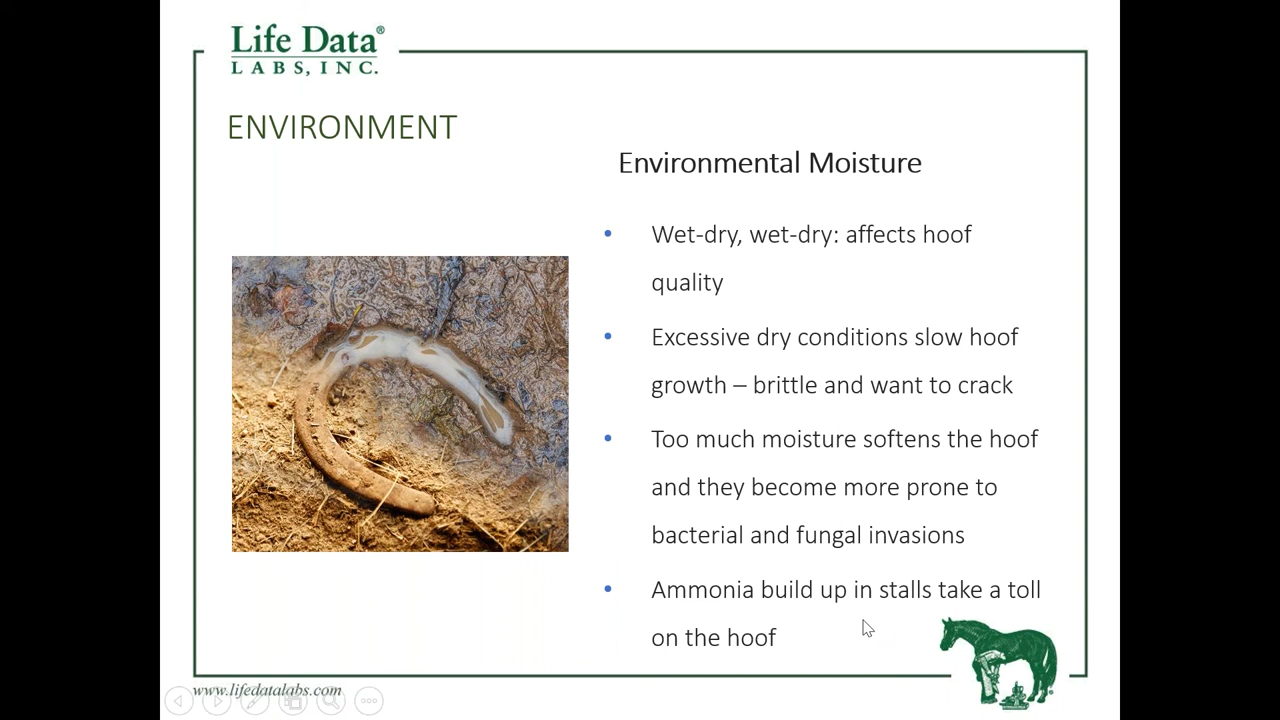 Life Data®
LABS, INC.
ENVIRONMENT
Environmental Moisture
• Wet-dry, wet-dry: affects hoof
quality
• Excessive dry conditions slow hoof
growth – brittle and want to crack
• Too much moisture softens the hoof
and they become more prone to
bacterial and fungal invasions
• Ammonia build up in stalls take a toll
on the hoof
www.lifedatalabs.com